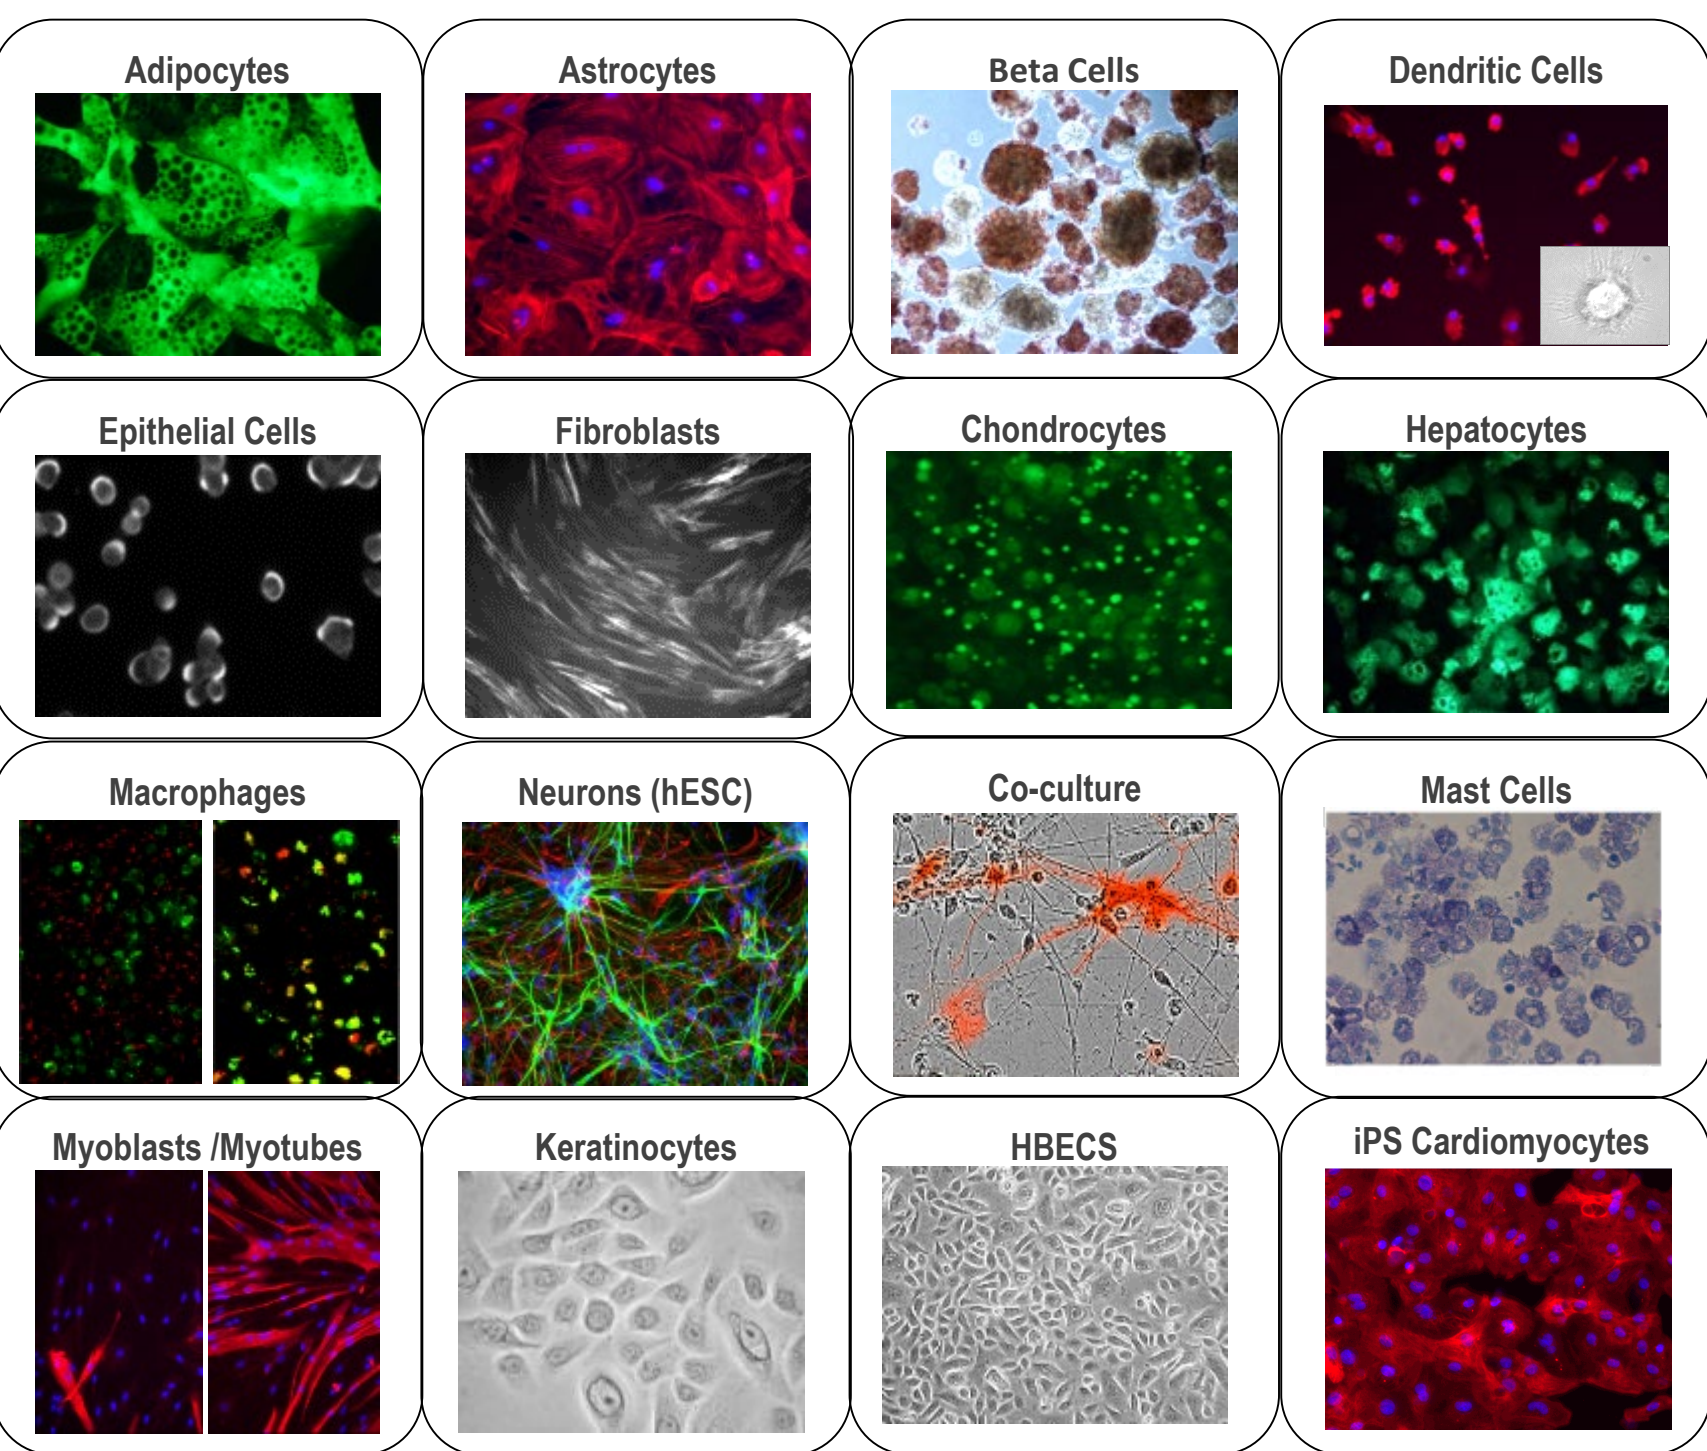 Adipocytes
Astrocytes
Beta Cells
Dendritic Cells
Epithelial Cells
Fibroblasts
Chondrocytes
Hepatocytes
Macrophages
Neurons (hESC)
Co-culture
Mast Cells
Myoblasts /Myotubes
Keratinocytes
HBECS
iPS Cardiomyocytes